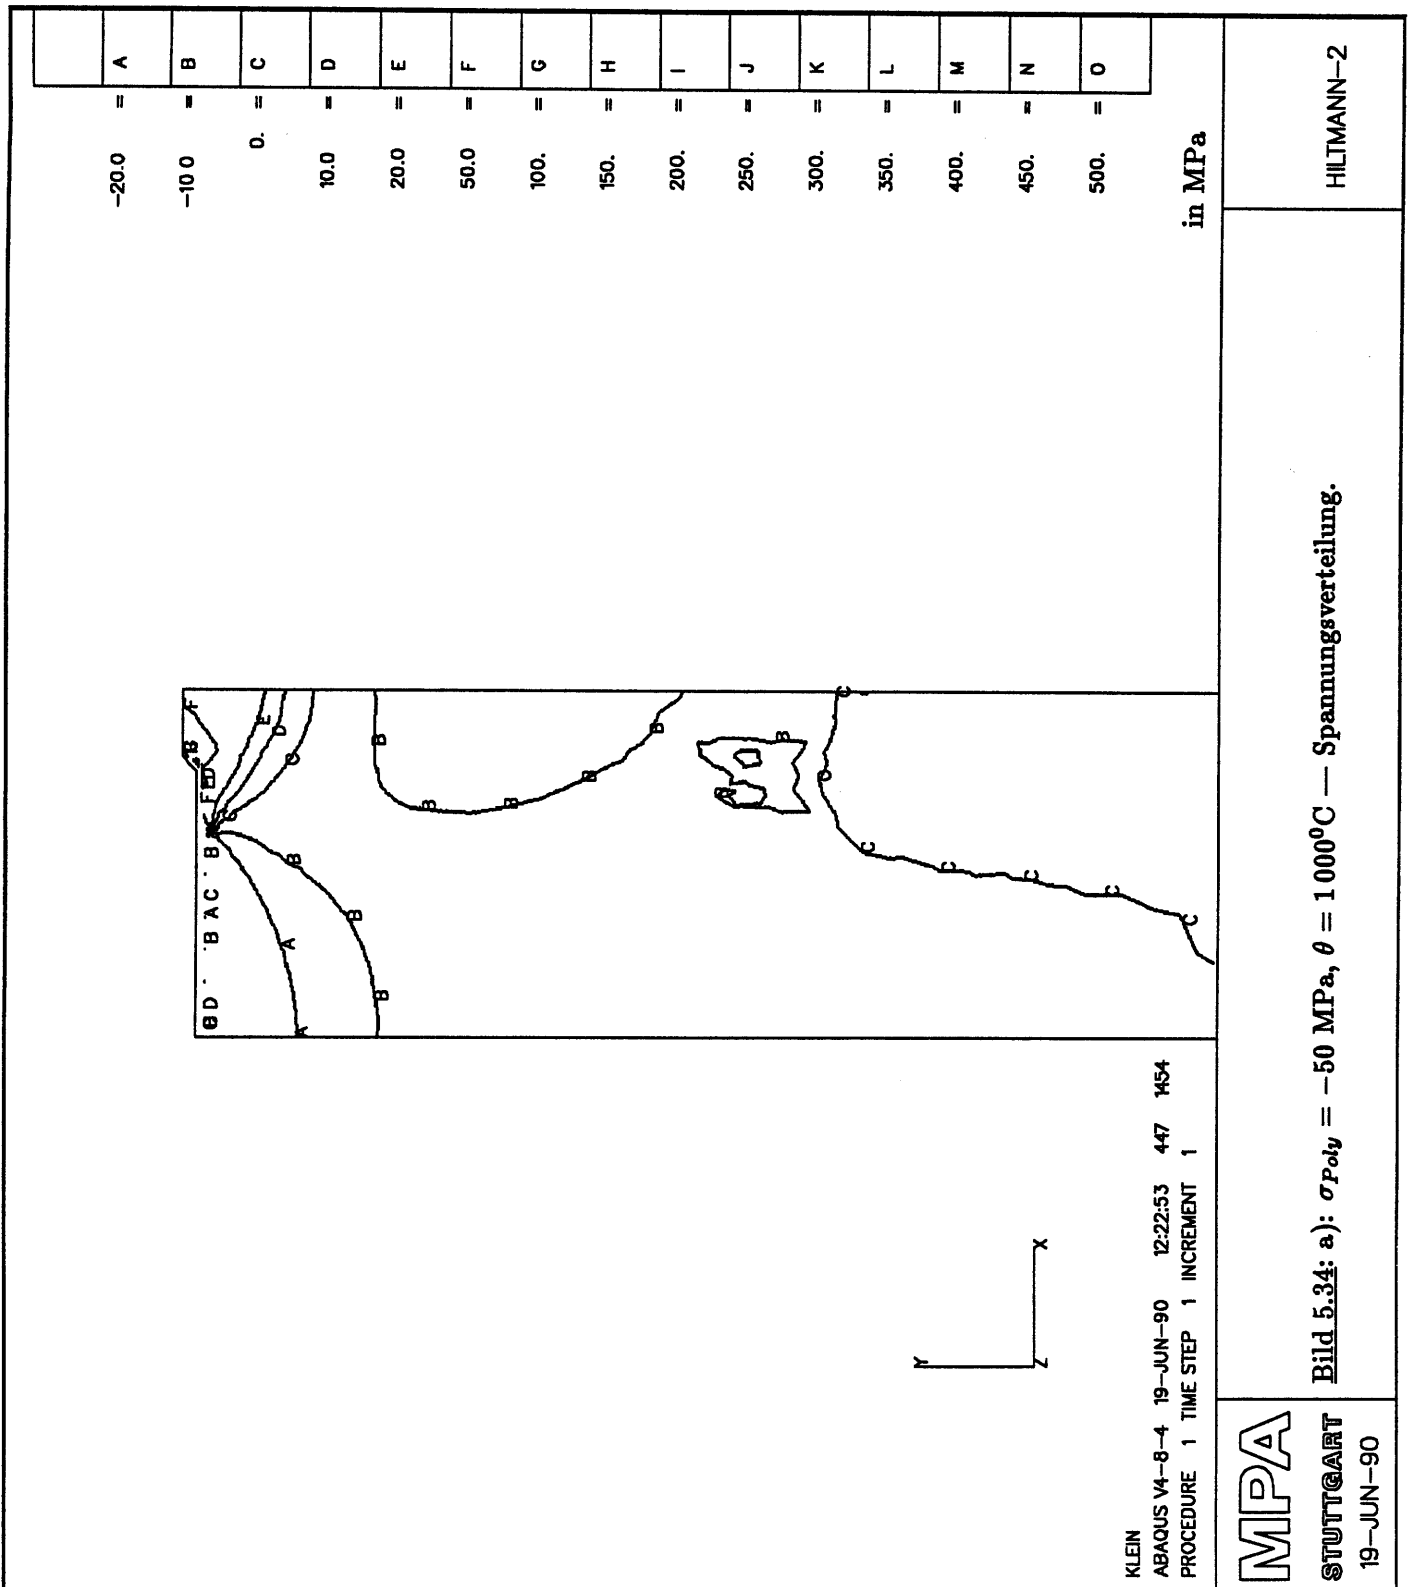 -20.0 = A
-10 0 = B
0. = C
10.0 = D
20.0 = E
50.0 = F
100. = G
150. = H
200. = I
250. = J
300. = K
350. = L
400. = M
450. = N
500. = O
in MPa
F
E
D
C
B
B
B
B
B
B
C
C
C
C
C
C
C
B
B
B
A
A
D B A C B F
Y
X
Z
KLEIN
ABAQUS V4-8-4 19-JUN-90 12:22:53 447 1454
PROCEDURE 1 TIME STEP 1 INCREMENT 1
MPA
STUTTGART
19-JUN-90
Bild 5.34: a): σPoly = −50 MPa, θ = 1000⁰C — Spannungsverteilung.
HILTMANN-2